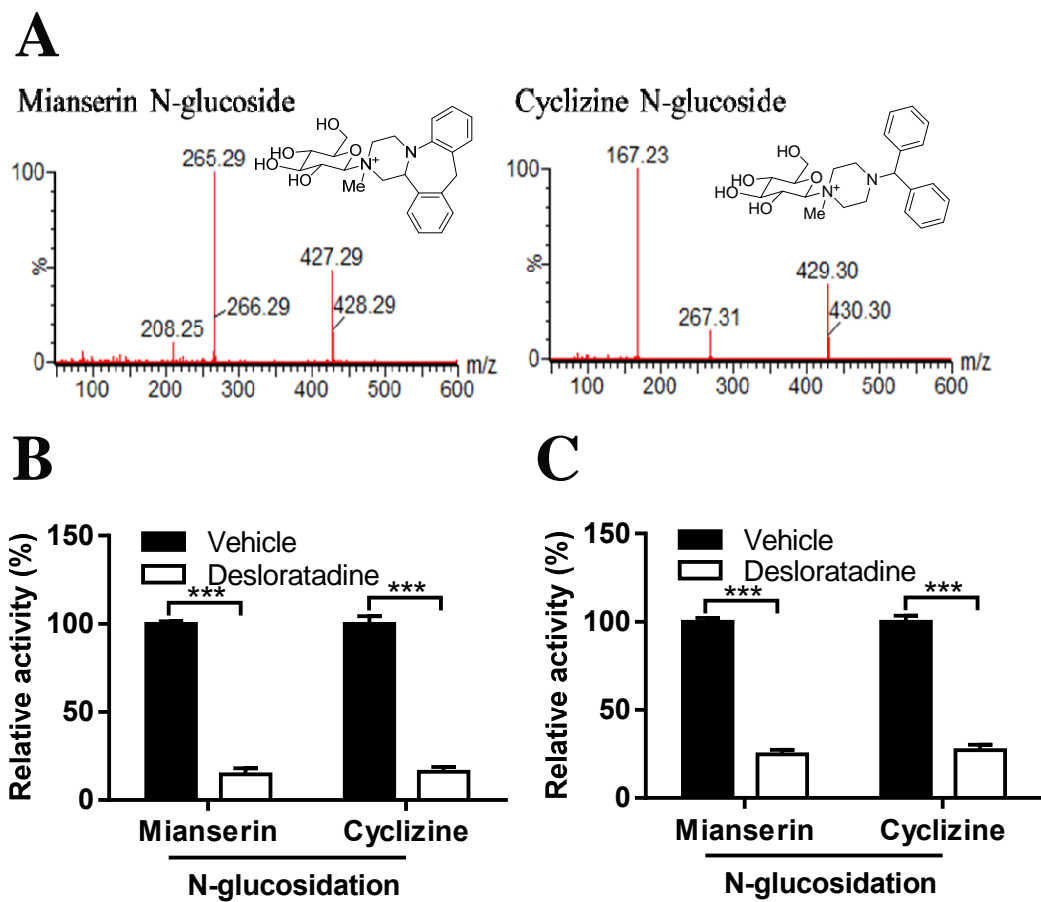 A
Mianserin N-glucoside
265.29
100
%
0
427.29
428.29
266.29
208.25
m/z
100 200 300 400 500 600
HO
HO
HO
HO
O
N+
Me
N
Cyclizine N-glucoside
167.23
100
%
0
429.30
430.30
267.31
m/z
100 200 300 400 500 600
HO
HO
HO
HO
O
N+
Me
N
B
Relative activity (%)
150
100
50
0
Vehicle
Desloratadine
*** ***
Mianserin Cyclizine
N-glucosidation
C
Relative activity (%)
150
100
50
0
Vehicle
Desloratadine
*** ***
Mianserin Cyclizine
N-glucosidation